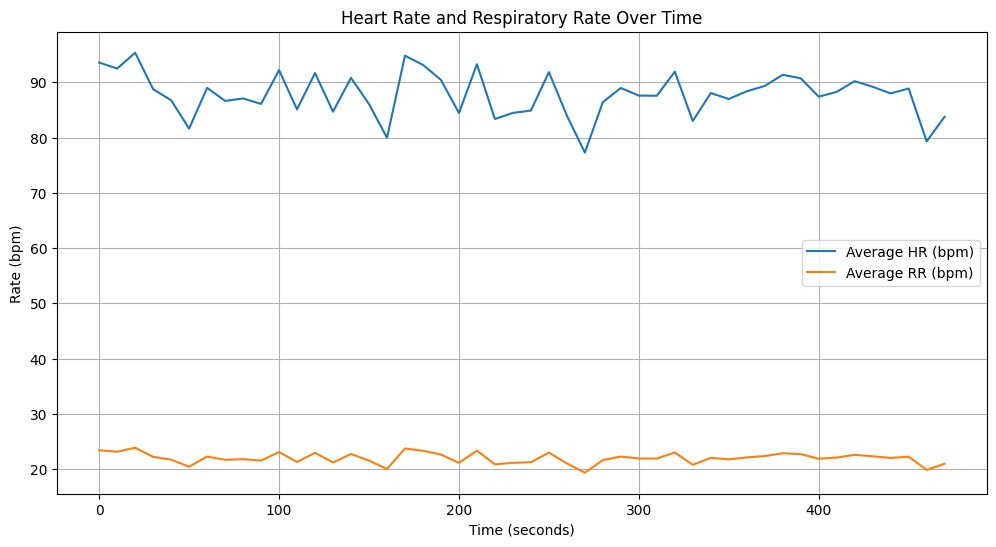 Heart Rate and Respiratory Rate Over Time
90
80
70
60
50
40
30
20
Rate (bpm)
Average HR (bpm)
Average RR (bpm)
0 100 200 300 400
Time (seconds)